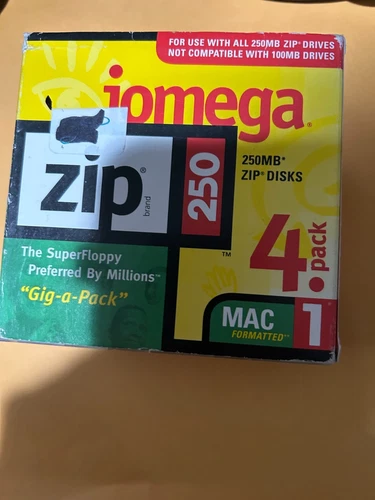 FOR USE WITH ALL 250MB ZIP® DRIVES
NOT COMPATIBLE WITH 100MB DRIVES
iomega®
zip®
brand
250
250MB*
ZIP® DISKS
The SuperFloppy
Preferred By Millions™
"Gig-a-Pack"
™
4.pack
MAC
FORMATTED**
1